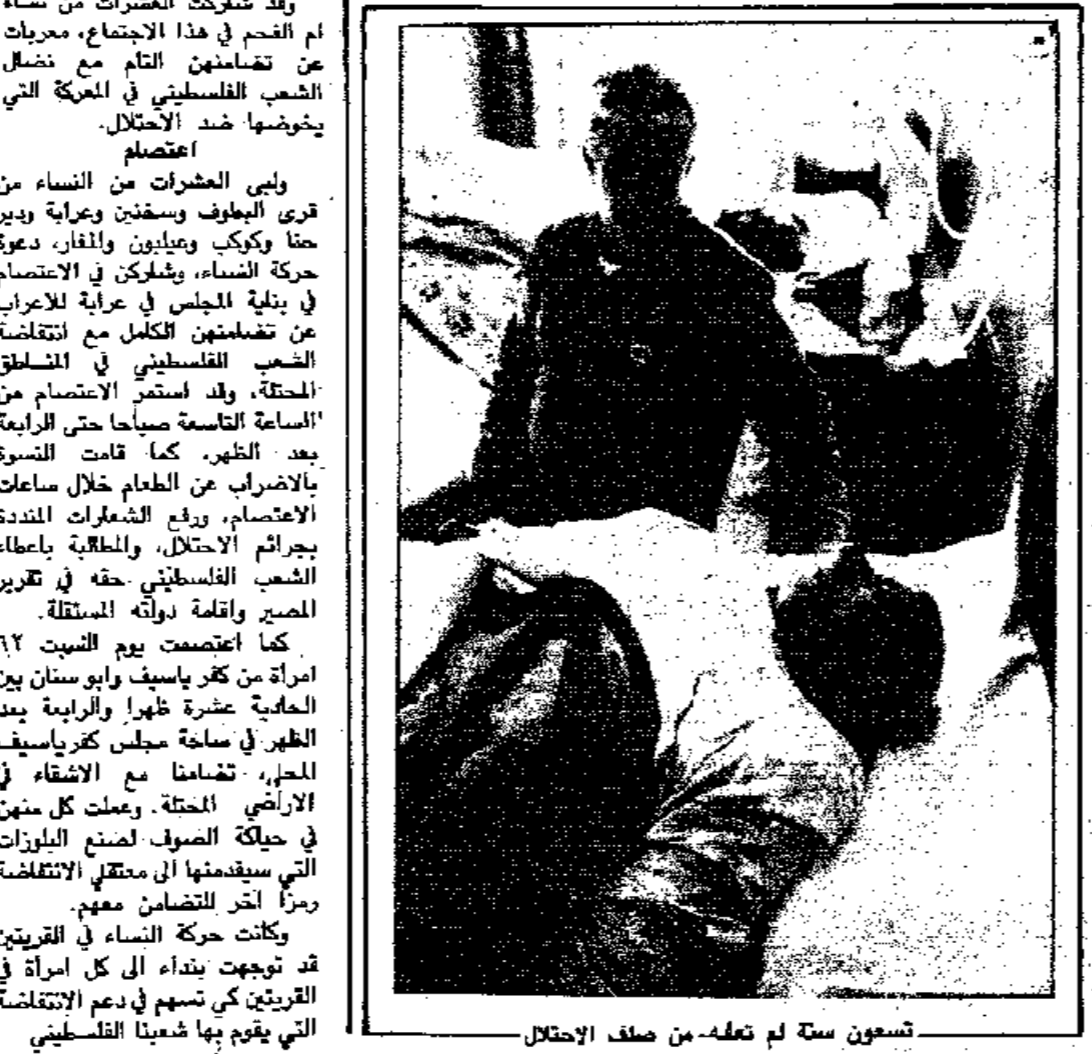 وقد شاركت العشرات من نساء
ام الفحم في هذا الاجتماع، معربات
عن تضامنهن التام مع نضال
الشعب الفلسطيني في المعركة التي
يخوضها ضد الاحتلال.
اعتصام
ولبى العشرات من النساء من
قرى البطوف وسخنين وعرابة ودير
حنا وكوكب وعيلبون والمغار، دعوة
حركة النساء، وشاركن في الاعتصام
في بناية المجلس في عرابة للاعراب
عن تضامنهن الكامل مع انتفاضة
الشعب الفلسطيني في المناطق
المحتلة، وقد استمر الاعتصام من
الساعة التاسعة صباحا حتى الرابعة
بعد الظهر. كما قامت النسوة
بالاضراب عن الطعام خلال ساعات
الاعتصام، ورفع الشعارات المنددة
بجرائم الاحتلال، والمطالبة باعطاء
الشعب الفلسطيني حقه في تقرير
المصير واقامة دولته المستقلة.
كما اعتصمت يوم السبت ٦٢
امرأة من كفر ياسيف وابو سنان بين
الحادية عشرة ظهرا والرابعة بعد
الظهر في ساحة مجلس كفرياسيف
المحلي، تضامنا مع الاشقاء في
الاراضي المحتلة. وعملت كل منهن
في حياكة الصوف لصنع البلوزات
التي سيقدمنها الى معتقلي الانتفاضة
رمزا آخر للتضامن معهم.
وكانت حركة النساء في القريتين
قد توجهت بنداء الى كل امرأة في
القريتين كي تسهم في دعم الانتفاضة
التي يقوم بها شعبنا الفلسطيني
تسعون سنة لم تعفه من صلف الاحتلال